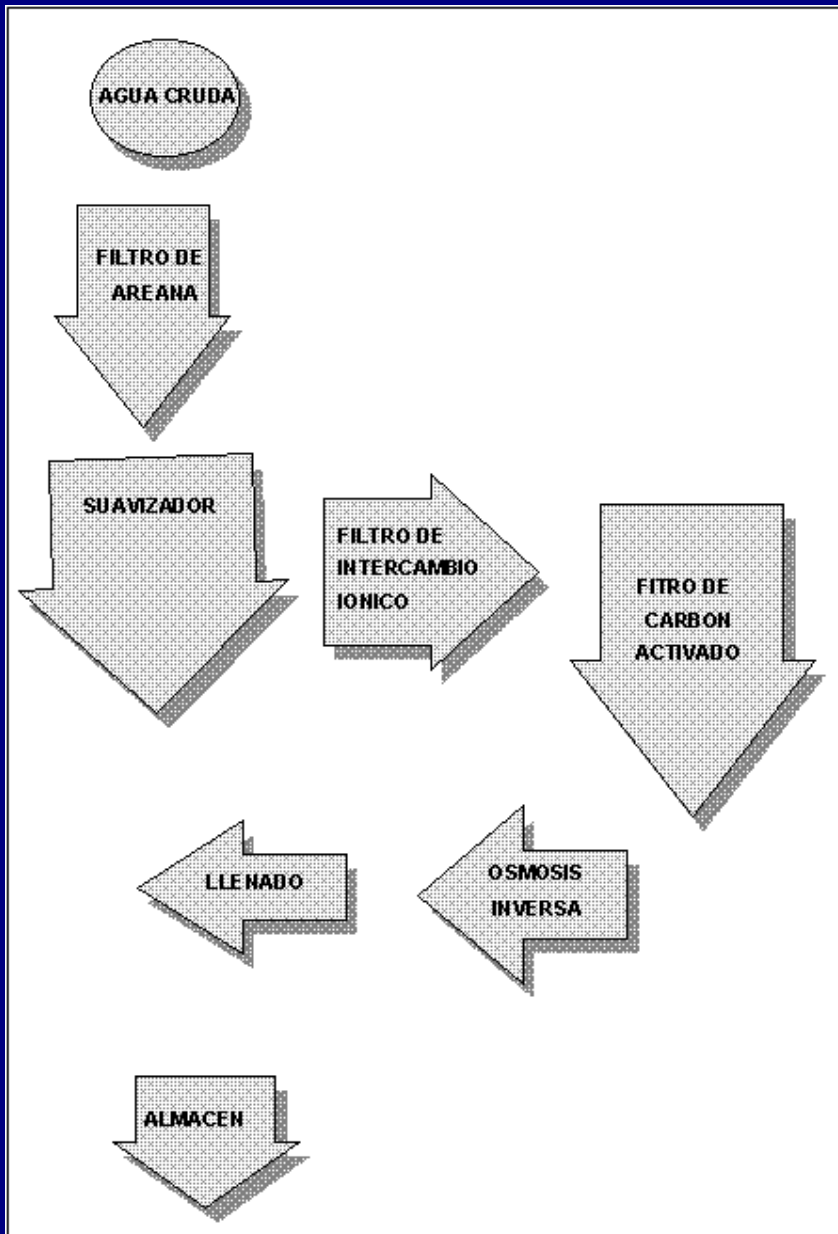 AGUA CRUDA
FILTRO DE
AREANA
SUAVIZADOR
FILTRO DE
INTERCAMBIO
IONICO
FITRO DE
CARBON
ACTIVADO
OSMOSIS
INVERSA
LLENADO
ALMACEN